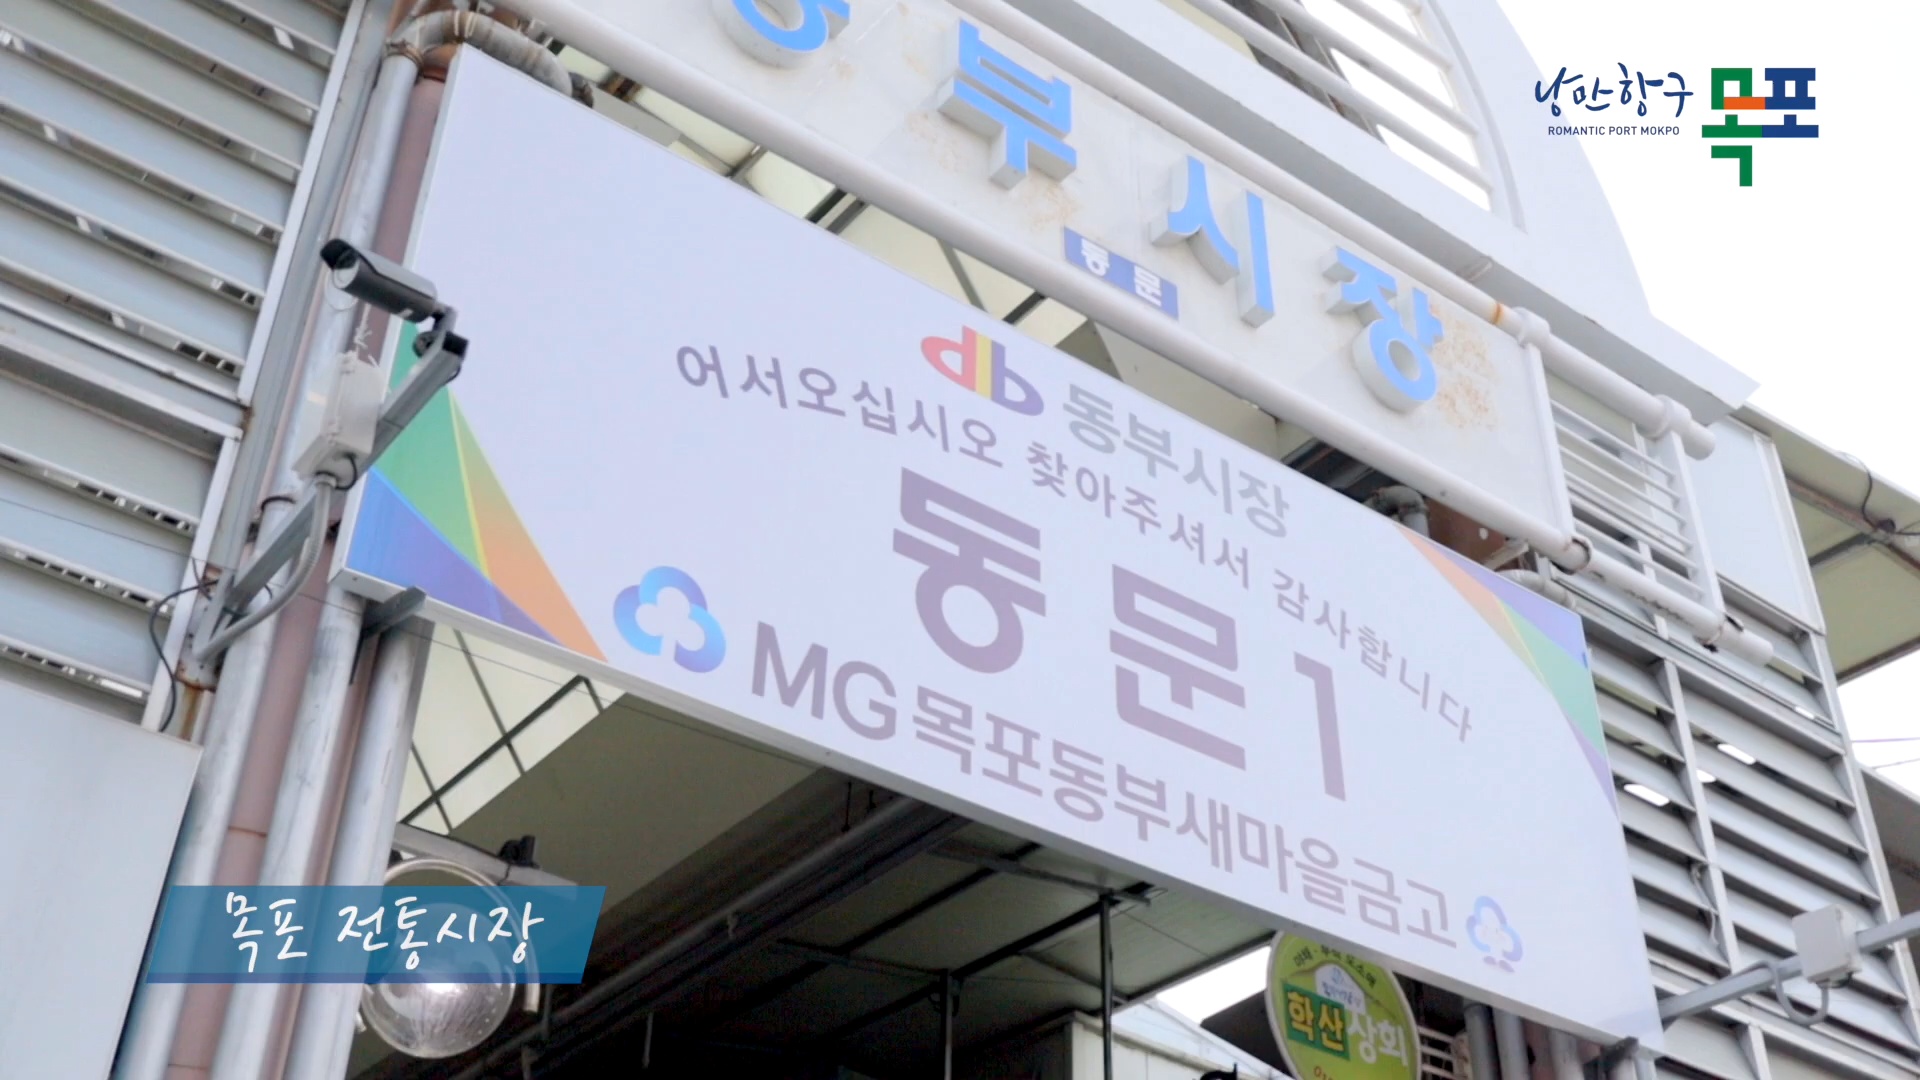 낭만항구 목포
ROMANTIC PORT MOKPO
동부시장
동문
동부시장
어서오십시오 찾아주셔서 감사합니다
동문1
MG목포동부새마을금고
학산상회
목포 전통시장